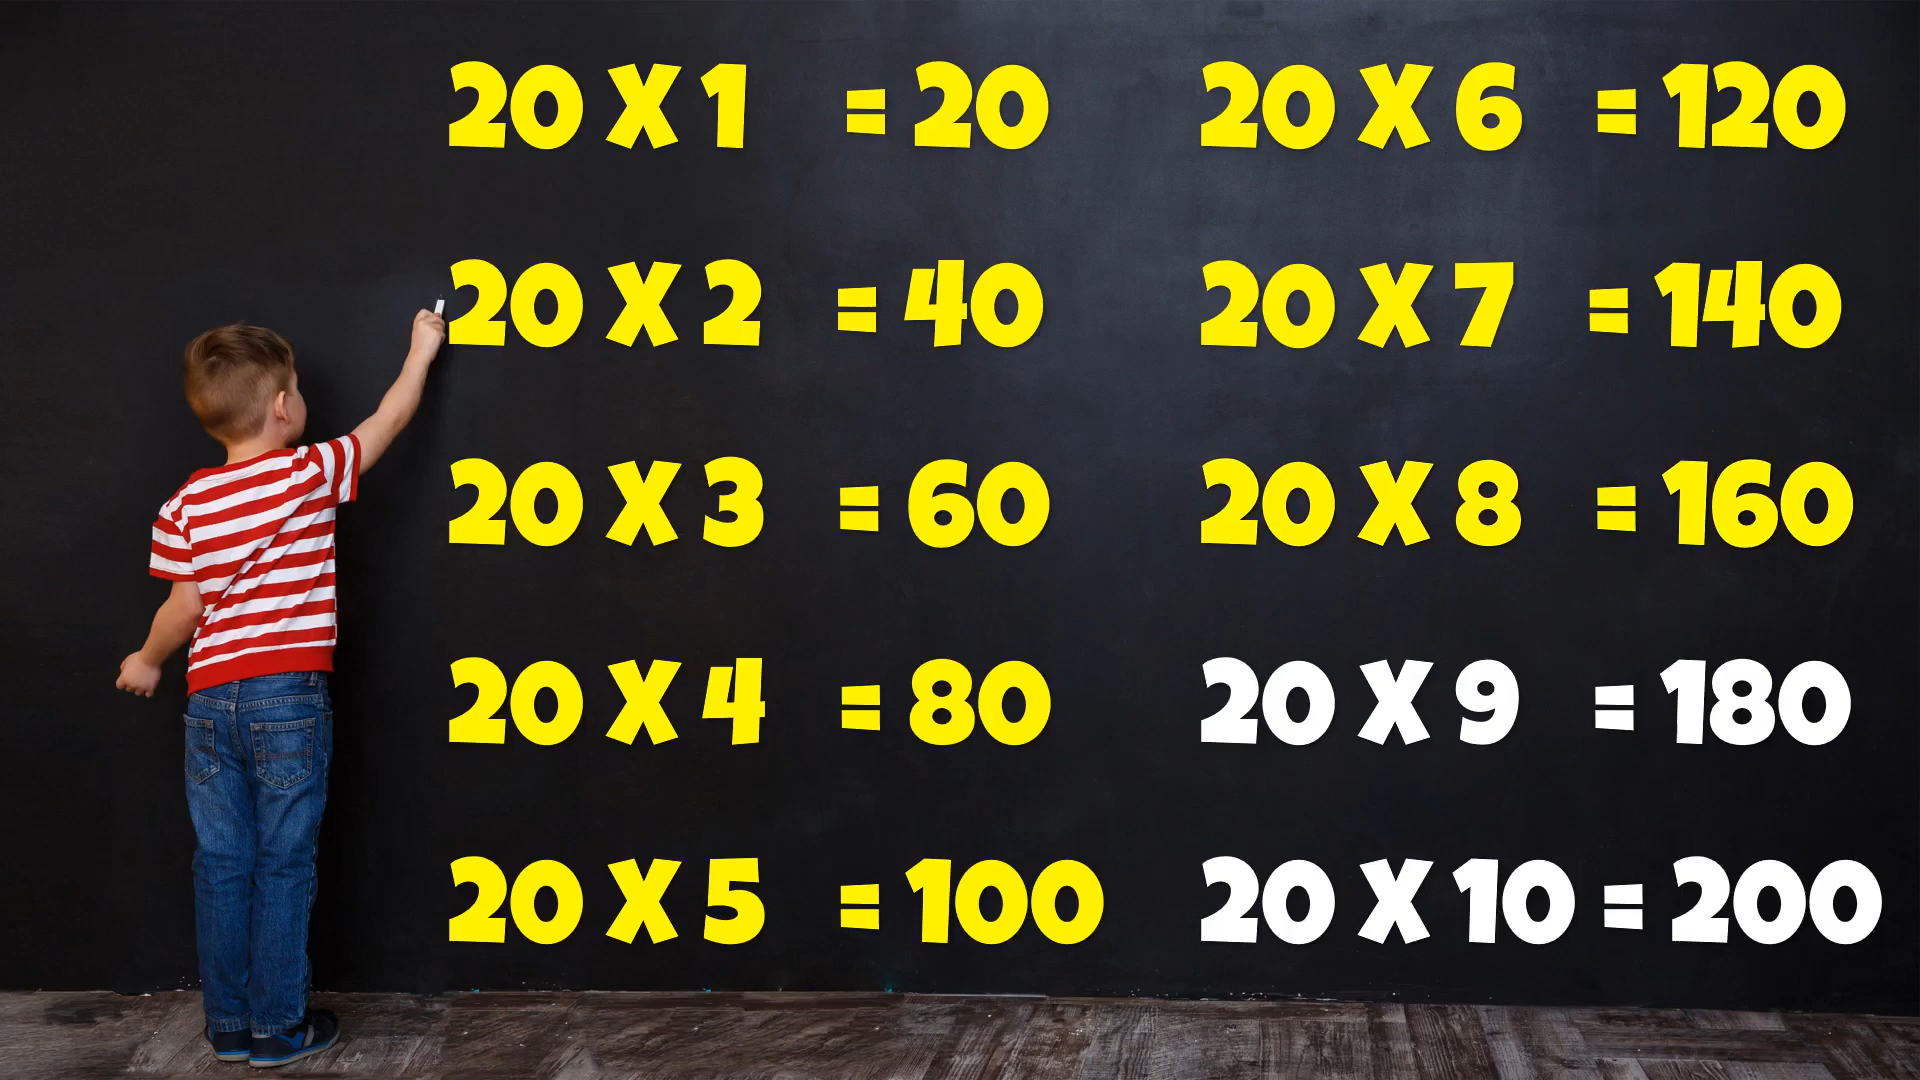 20 X 1 = 20
20 X 2 = 40
20 X 3 = 60
20 X 4 = 80
20 X 5 = 100
20 X 6 = 120
20 X 7 = 140
20 X 8 = 160
20 X 9 = 180
20 X 10 = 200